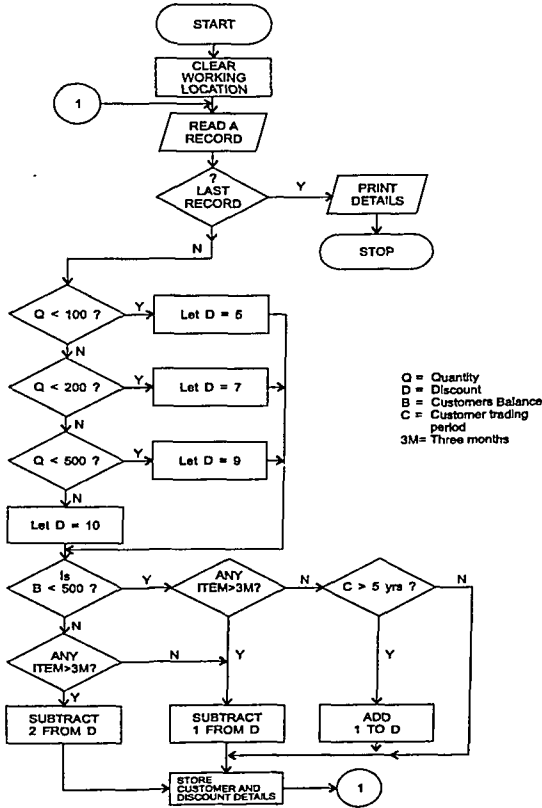 START
CLEAR
WORKING
LOCATION
1
READ A
RECORD
?
LAST
RECORD
Y
PRINT
DETAILS
N
STOP
Q < 100 ?
Y
Let D = 5
N
Q < 200 ?
Y
Let D = 7
N
Q < 500 ?
Y
Let D = 9
N
Let D = 10
Q = Quantity
D = Discount
B = Customers Balance
C = Customer trading
period
3M= Three months
Is
B < 500 ?
Y
ANY
ITEM>3M?
N
C > 5 yrs ?
N
N
ANY
ITEM>3M?
N
Y
Y
Y
SUBTRACT
2 FROM D
SUBTRACT
1 FROM D
ADD
1 TO D
STORE
CUSTOMER AND
DISCOUNT DETAILS
1